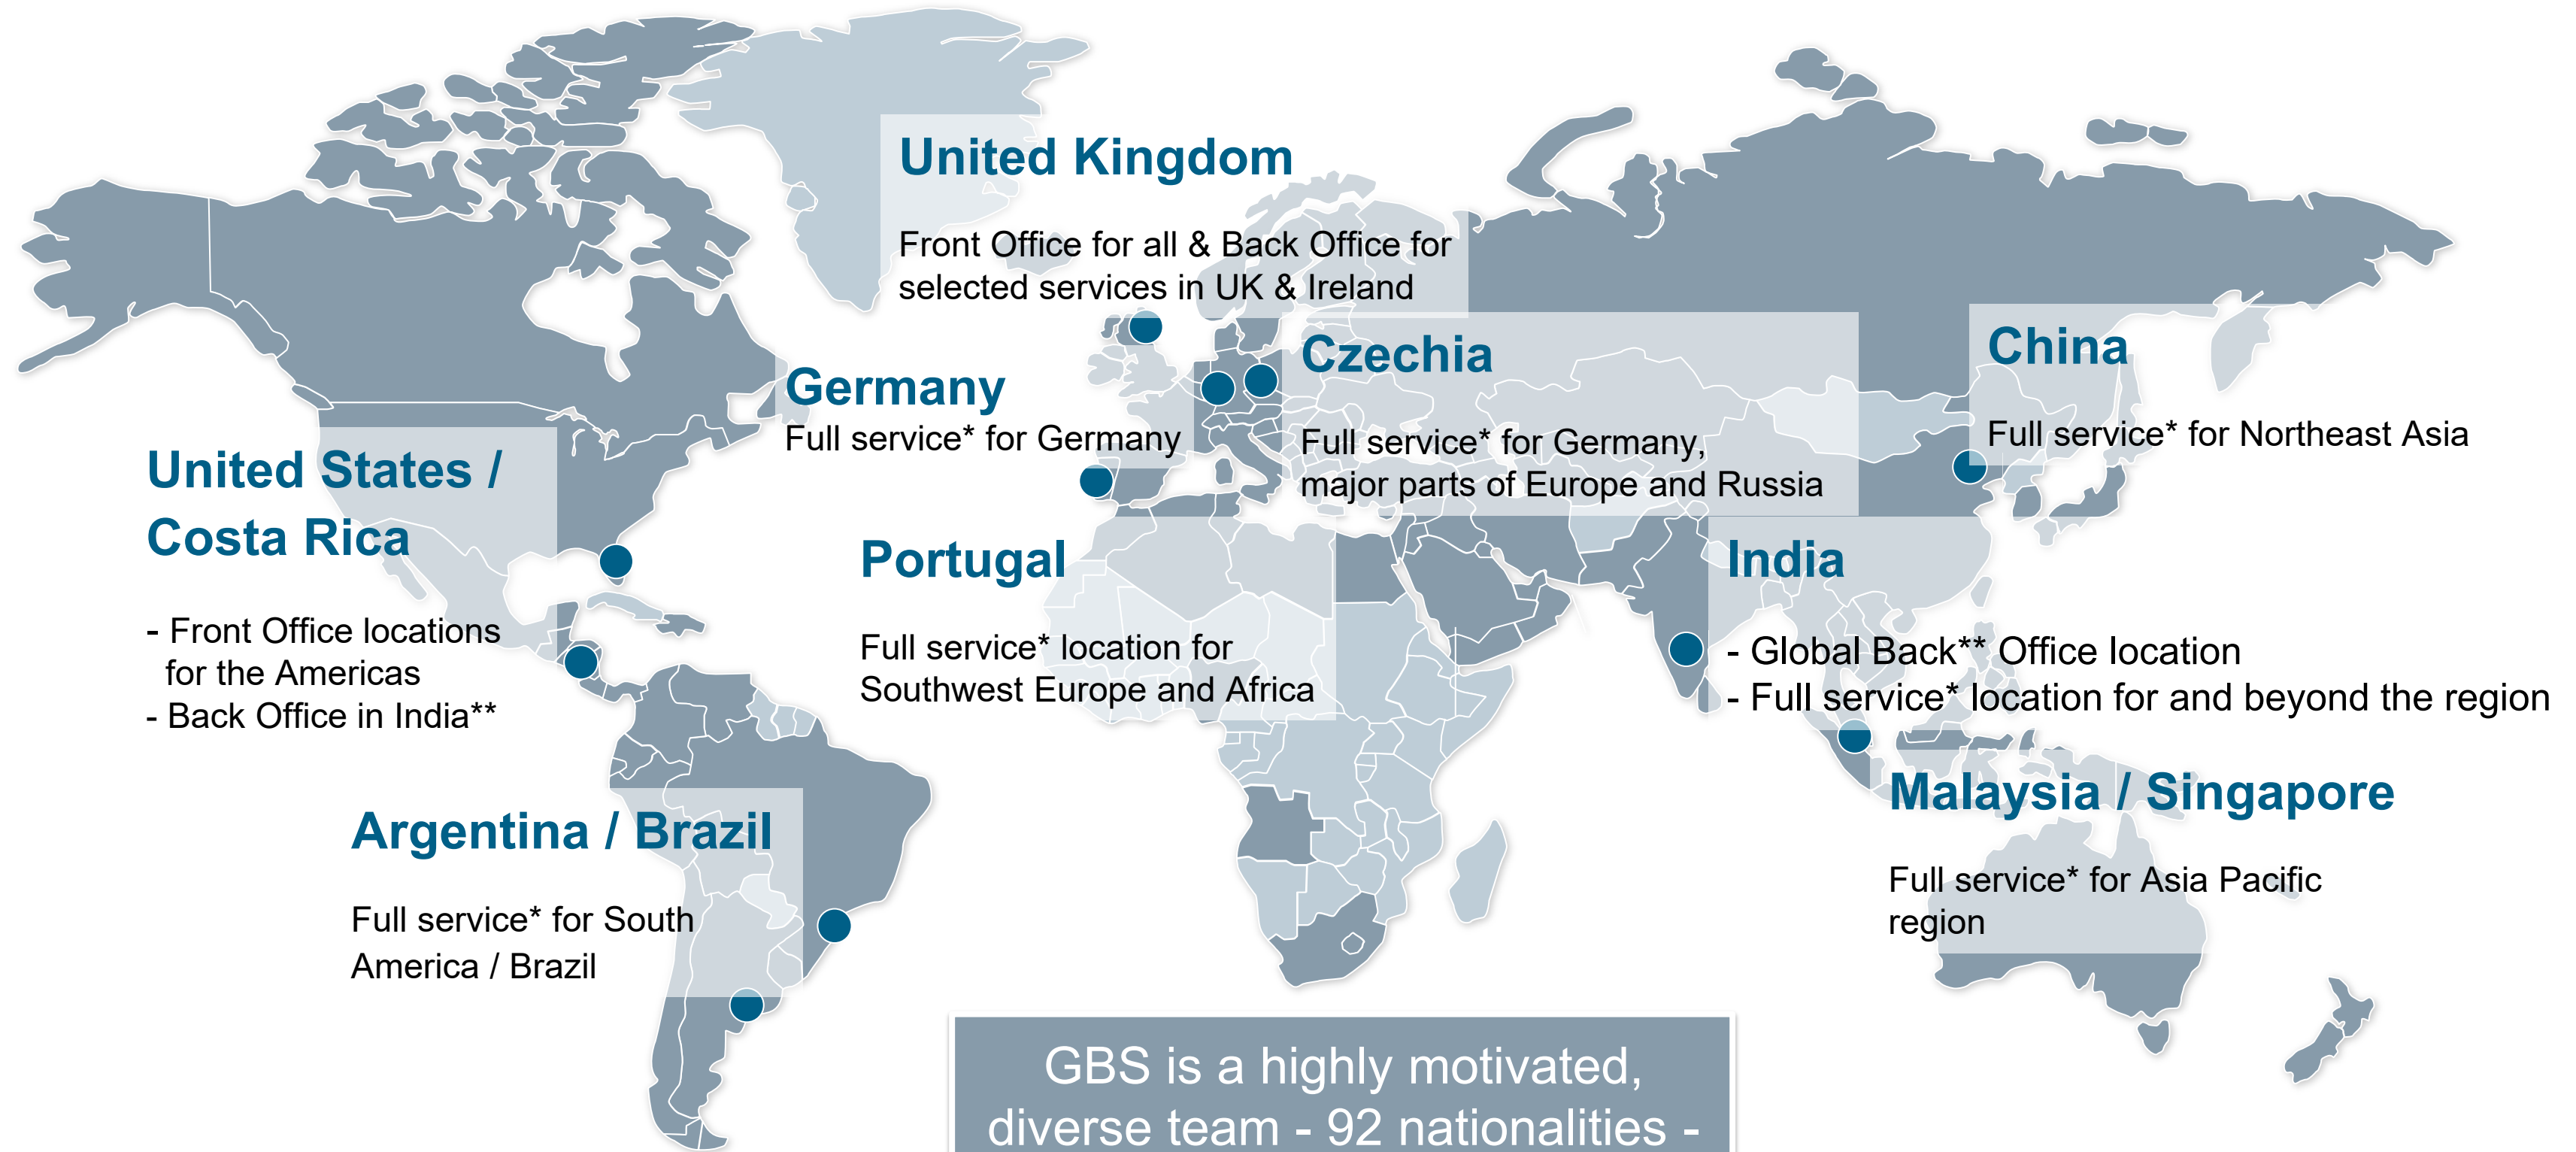 United Kingdom
Front Office for all & Back Office for
selected services in UK & Ireland
Germany
Full service* for Germany
Czechia
Full service* for Germany,
major parts of Europe and Russia
China
Full service* for Northeast Asia
United States /
Costa Rica
- Front Office locations
for the Americas
- Back Office in India**
Portugal
Full service* location for
Southwest Europe and Africa
India
- Global Back** Office location
- Full service* location for and beyond the region
Argentina / Brazil
Full service* for South
America / Brazil
Malaysia / Singapore
Full service* for Asia Pacific
region
GBS is a highly motivated,
diverse team - 92 nationalities -